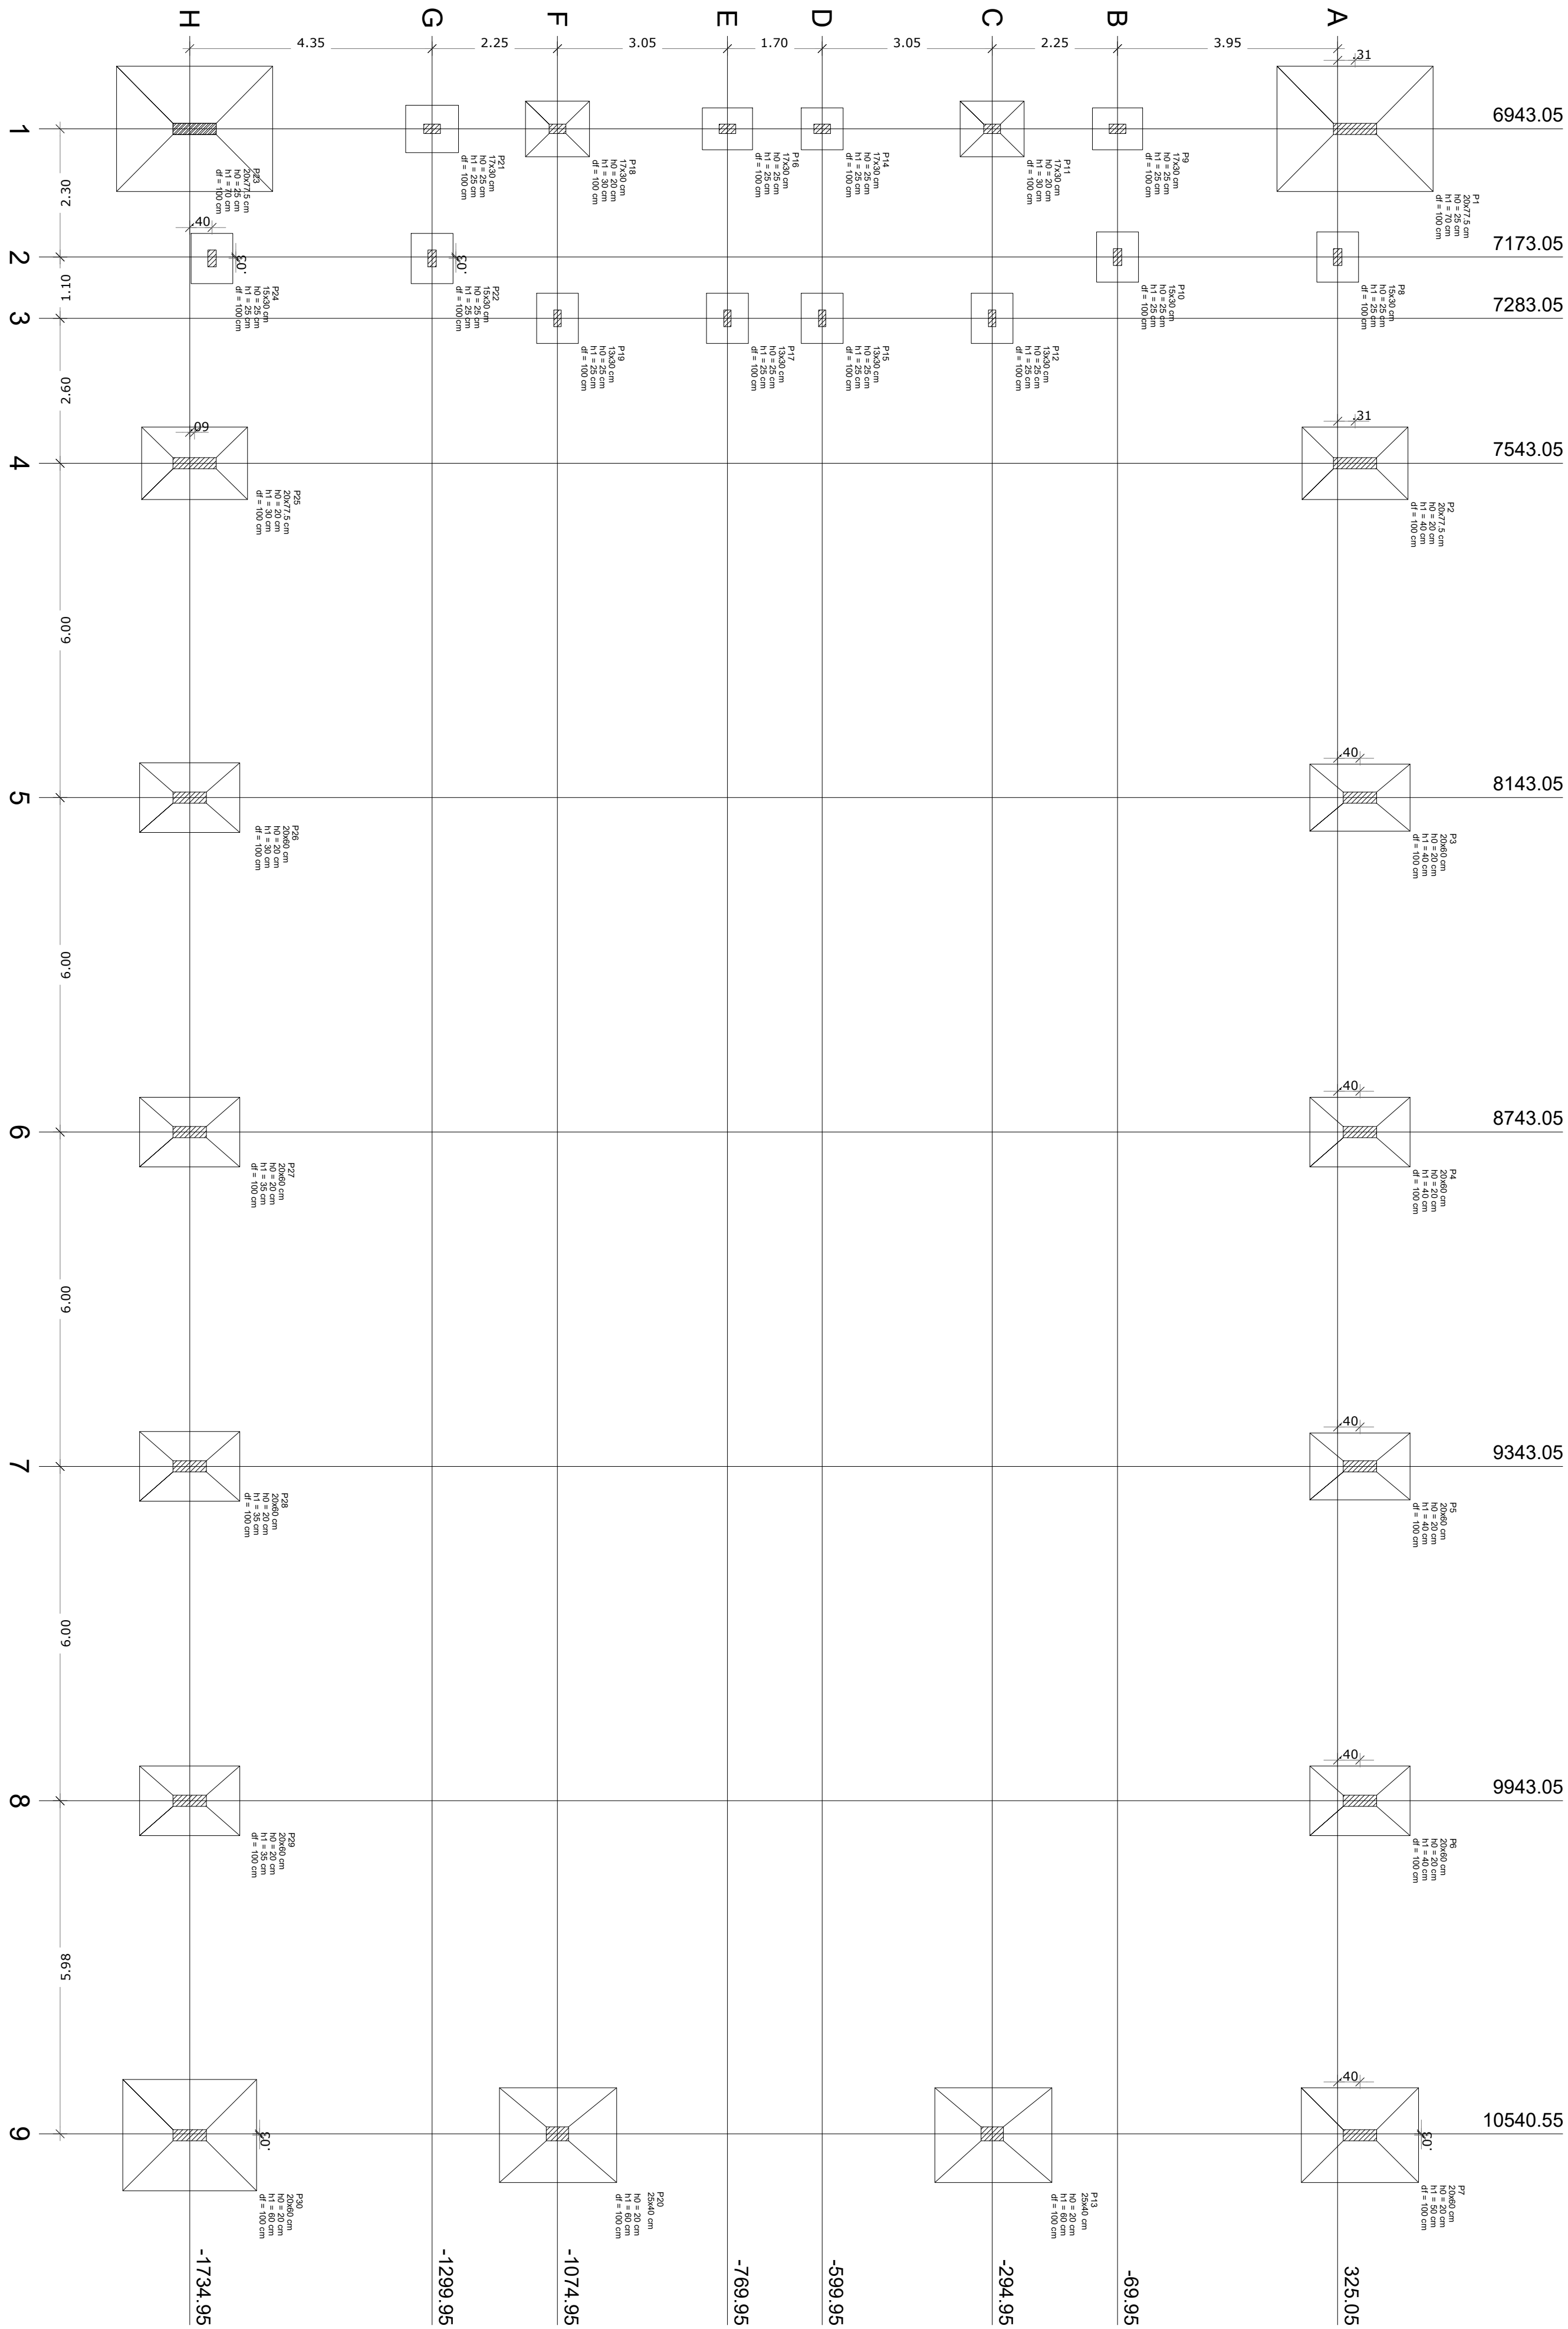 H
G
F
E
D
C
B
A
4.35
2.25
3.05
1.70
3.05
2.25
3.95
.31
6943.05
1
P23
20x77.5 cm
h0 = 25 cm
h1 = 70 cm
df = 100 cm
P21
17x30 cm
h0 = 25 cm
h1 = 25 cm
df = 100 cm
P18
17x30 cm
h0 = 20 cm
h1 = 30 cm
df = 100 cm
P16
17x30 cm
h0 = 25 cm
h1 = 25 cm
df = 100 cm
P14
17x30 cm
h0 = 25 cm
h1 = 25 cm
df = 100 cm
P11
17x30 cm
h0 = 20 cm
h1 = 30 cm
df = 100 cm
P9
17x30 cm
h0 = 25 cm
h1 = 25 cm
df = 100 cm
P1
20x77.5 cm
h0 = 25 cm
h1 = 70 cm
df = 100 cm
2.30
.40
7173.05
2
.03
.03
P24
15x30 cm
h0 = 25 cm
h1 = 25 cm
df = 100 cm
P22
15x30 cm
h0 = 25 cm
h1 = 25 cm
df = 100 cm
P10
15x30 cm
h0 = 25 cm
h1 = 25 cm
df = 100 cm
P8
15x30 cm
h0 = 25 cm
h1 = 25 cm
df = 100 cm
1.10
7283.05
3
P19
13x30 cm
h0 = 25 cm
h1 = 25 cm
df = 100 cm
P17
13x30 cm
h0 = 25 cm
h1 = 25 cm
df = 100 cm
P15
13x30 cm
h0 = 25 cm
h1 = 25 cm
df = 100 cm
P12
13x30 cm
h0 = 25 cm
h1 = 25 cm
df = 100 cm
2.60
.09
.31
7543.05
4
P25
20x77.5 cm
h0 = 20 cm
h1 = 30 cm
df = 100 cm
P2
20x77.5 cm
h0 = 20 cm
h1 = 40 cm
df = 100 cm
6.00
.40
8143.05
5
P26
20x60 cm
h0 = 20 cm
h1 = 30 cm
df = 100 cm
P3
20x60 cm
h0 = 20 cm
h1 = 40 cm
df = 100 cm
6.00
.40
8743.05
6
P27
20x60 cm
h0 = 20 cm
h1 = 35 cm
df = 100 cm
P4
20x60 cm
h0 = 20 cm
h1 = 40 cm
df = 100 cm
6.00
.40
9343.05
7
P28
20x60 cm
h0 = 20 cm
h1 = 35 cm
df = 100 cm
P5
20x60 cm
h0 = 20 cm
h1 = 40 cm
df = 100 cm
6.00
.40
9943.05
8
P29
20x60 cm
h0 = 20 cm
h1 = 35 cm
df = 100 cm
P6
20x60 cm
h0 = 20 cm
h1 = 40 cm
df = 100 cm
5.98
.40
10540.55
9
.03
.03
P30
20x60 cm
h0 = 20 cm
h1 = 60 cm
df = 100 cm
P20
25x40 cm
h0 = 20 cm
h1 = 60 cm
df = 100 cm
P13
25x40 cm
h0 = 20 cm
h1 = 60 cm
df = 100 cm
P7
20x60 cm
h0 = 20 cm
h1 = 50 cm
df = 100 cm
-1734.95
-1299.95
-1074.95
-769.95
-599.95
-294.95
-69.95
325.05